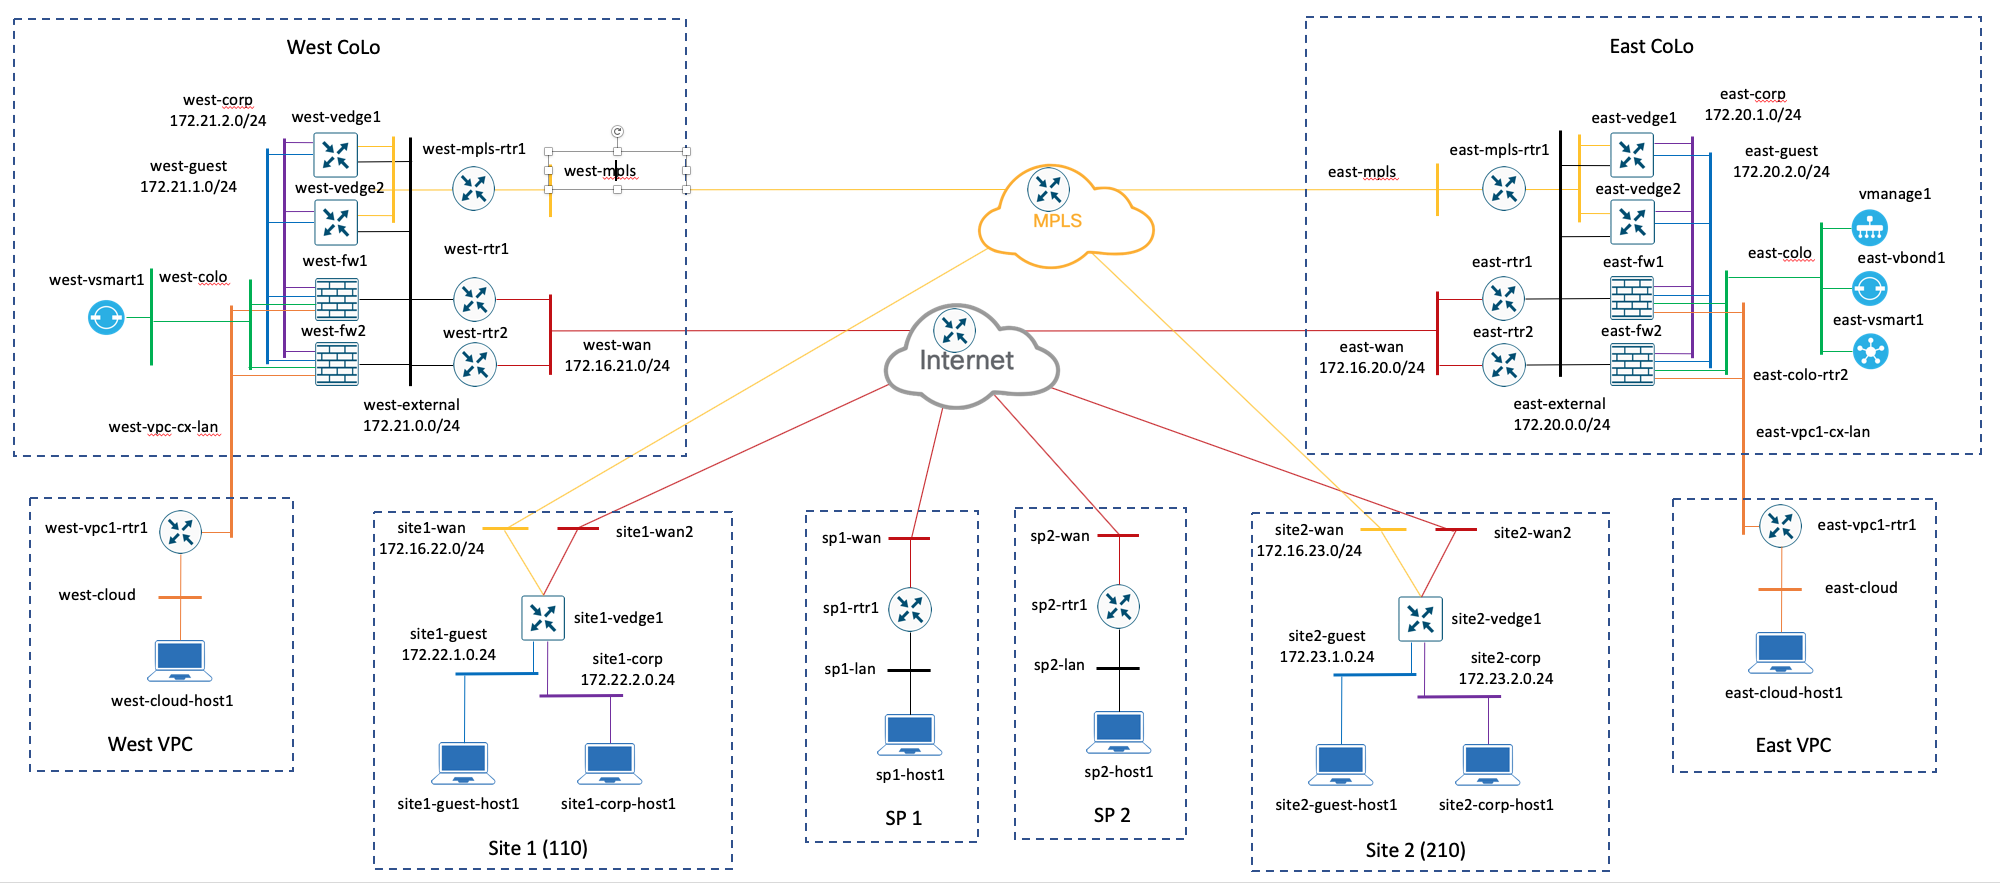 West CoLo
west-corp
172.21.2.0/24
west-vedge1
west-guest
172.21.1.0/24
west-vedge2
west-mpls-rtr1
west-mpls
west-rtr1
west-fw1
west-vsmart1
west-colo
west-fw2
west-rtr2
west-wan
172.16.21.0/24
west-external
172.21.0.0/24
west-vpc-cx-lan
MPLS
Internet
East CoLo
east-corp
172.20.1.0/24
east-vedge1
east-guest
172.20.2.0/24
east-mpls
east-mpls-rtr1
east-vedge2
vmanage1
east-rtr1
east-fw1
east-colo
east-vbond1
east-rtr2
east-fw2
east-vsmart1
east-wan
172.16.20.0/24
east-colo-rtr2
east-external
172.20.0.0/24
east-vpc1-cx-lan
west-vpc1-rtr1
west-cloud
west-cloud-host1
West VPC
site1-wan
172.16.22.0/24
site1-wan2
site1-vedge1
site1-guest
172.22.1.0.24
site1-corp
172.22.2.0.24
site1-guest-host1
site1-corp-host1
Site 1 (110)
sp1-wan
sp1-rtr1
sp1-lan
sp1-host1
SP 1
sp2-wan
sp2-rtr1
sp2-lan
sp2-host1
SP 2
site2-wan
172.16.23.0/24
site2-wan2
site2-vedge1
site2-guest
172.23.1.0.24
site2-corp
172.23.2.0.24
site2-guest-host1
site2-corp-host1
Site 2 (210)
east-vpc1-rtr1
east-cloud
east-cloud-host1
East VPC